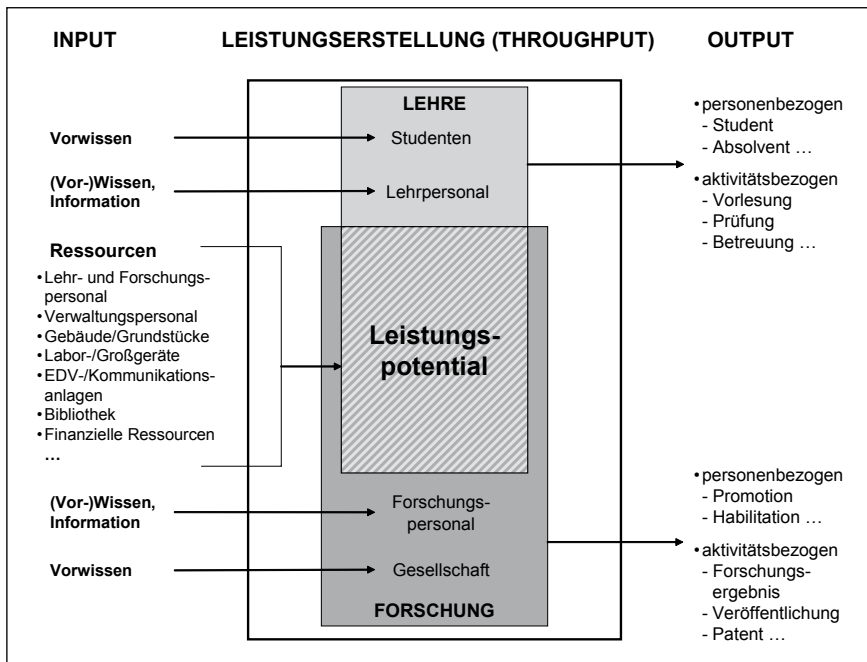 INPUT
LEISTUNGSERSTELLUNG (THROUGHPUT)
OUTPUT
Vorwissen
(Vor-)Wissen,
Information
Ressourcen
•Lehr- und Forschungs-
personal
•Verwaltungspersonal
•Gebäude/Grundstücke
•Labor-/Großgeräte
•EDV-/Kommunikations-
anlagen
•Bibliothek
•Finanzielle Ressourcen
...
(Vor-)Wissen,
Information
Vorwissen
LEHRE
Studenten
Lehrpersonal
Leistungs-
potential
Forschungs-
personal
Gesellschaft
FORSCHUNG
•personenbezogen
- Student
- Absolvent ...
•aktivitätsbezogen
- Vorlesung
- Prüfung
- Betreuung ...
•personenbezogen
- Promotion
- Habilitation ...
•aktivitätsbezogen
- Forschungs-
ergebnis
- Veröffentlichung
- Patent ...